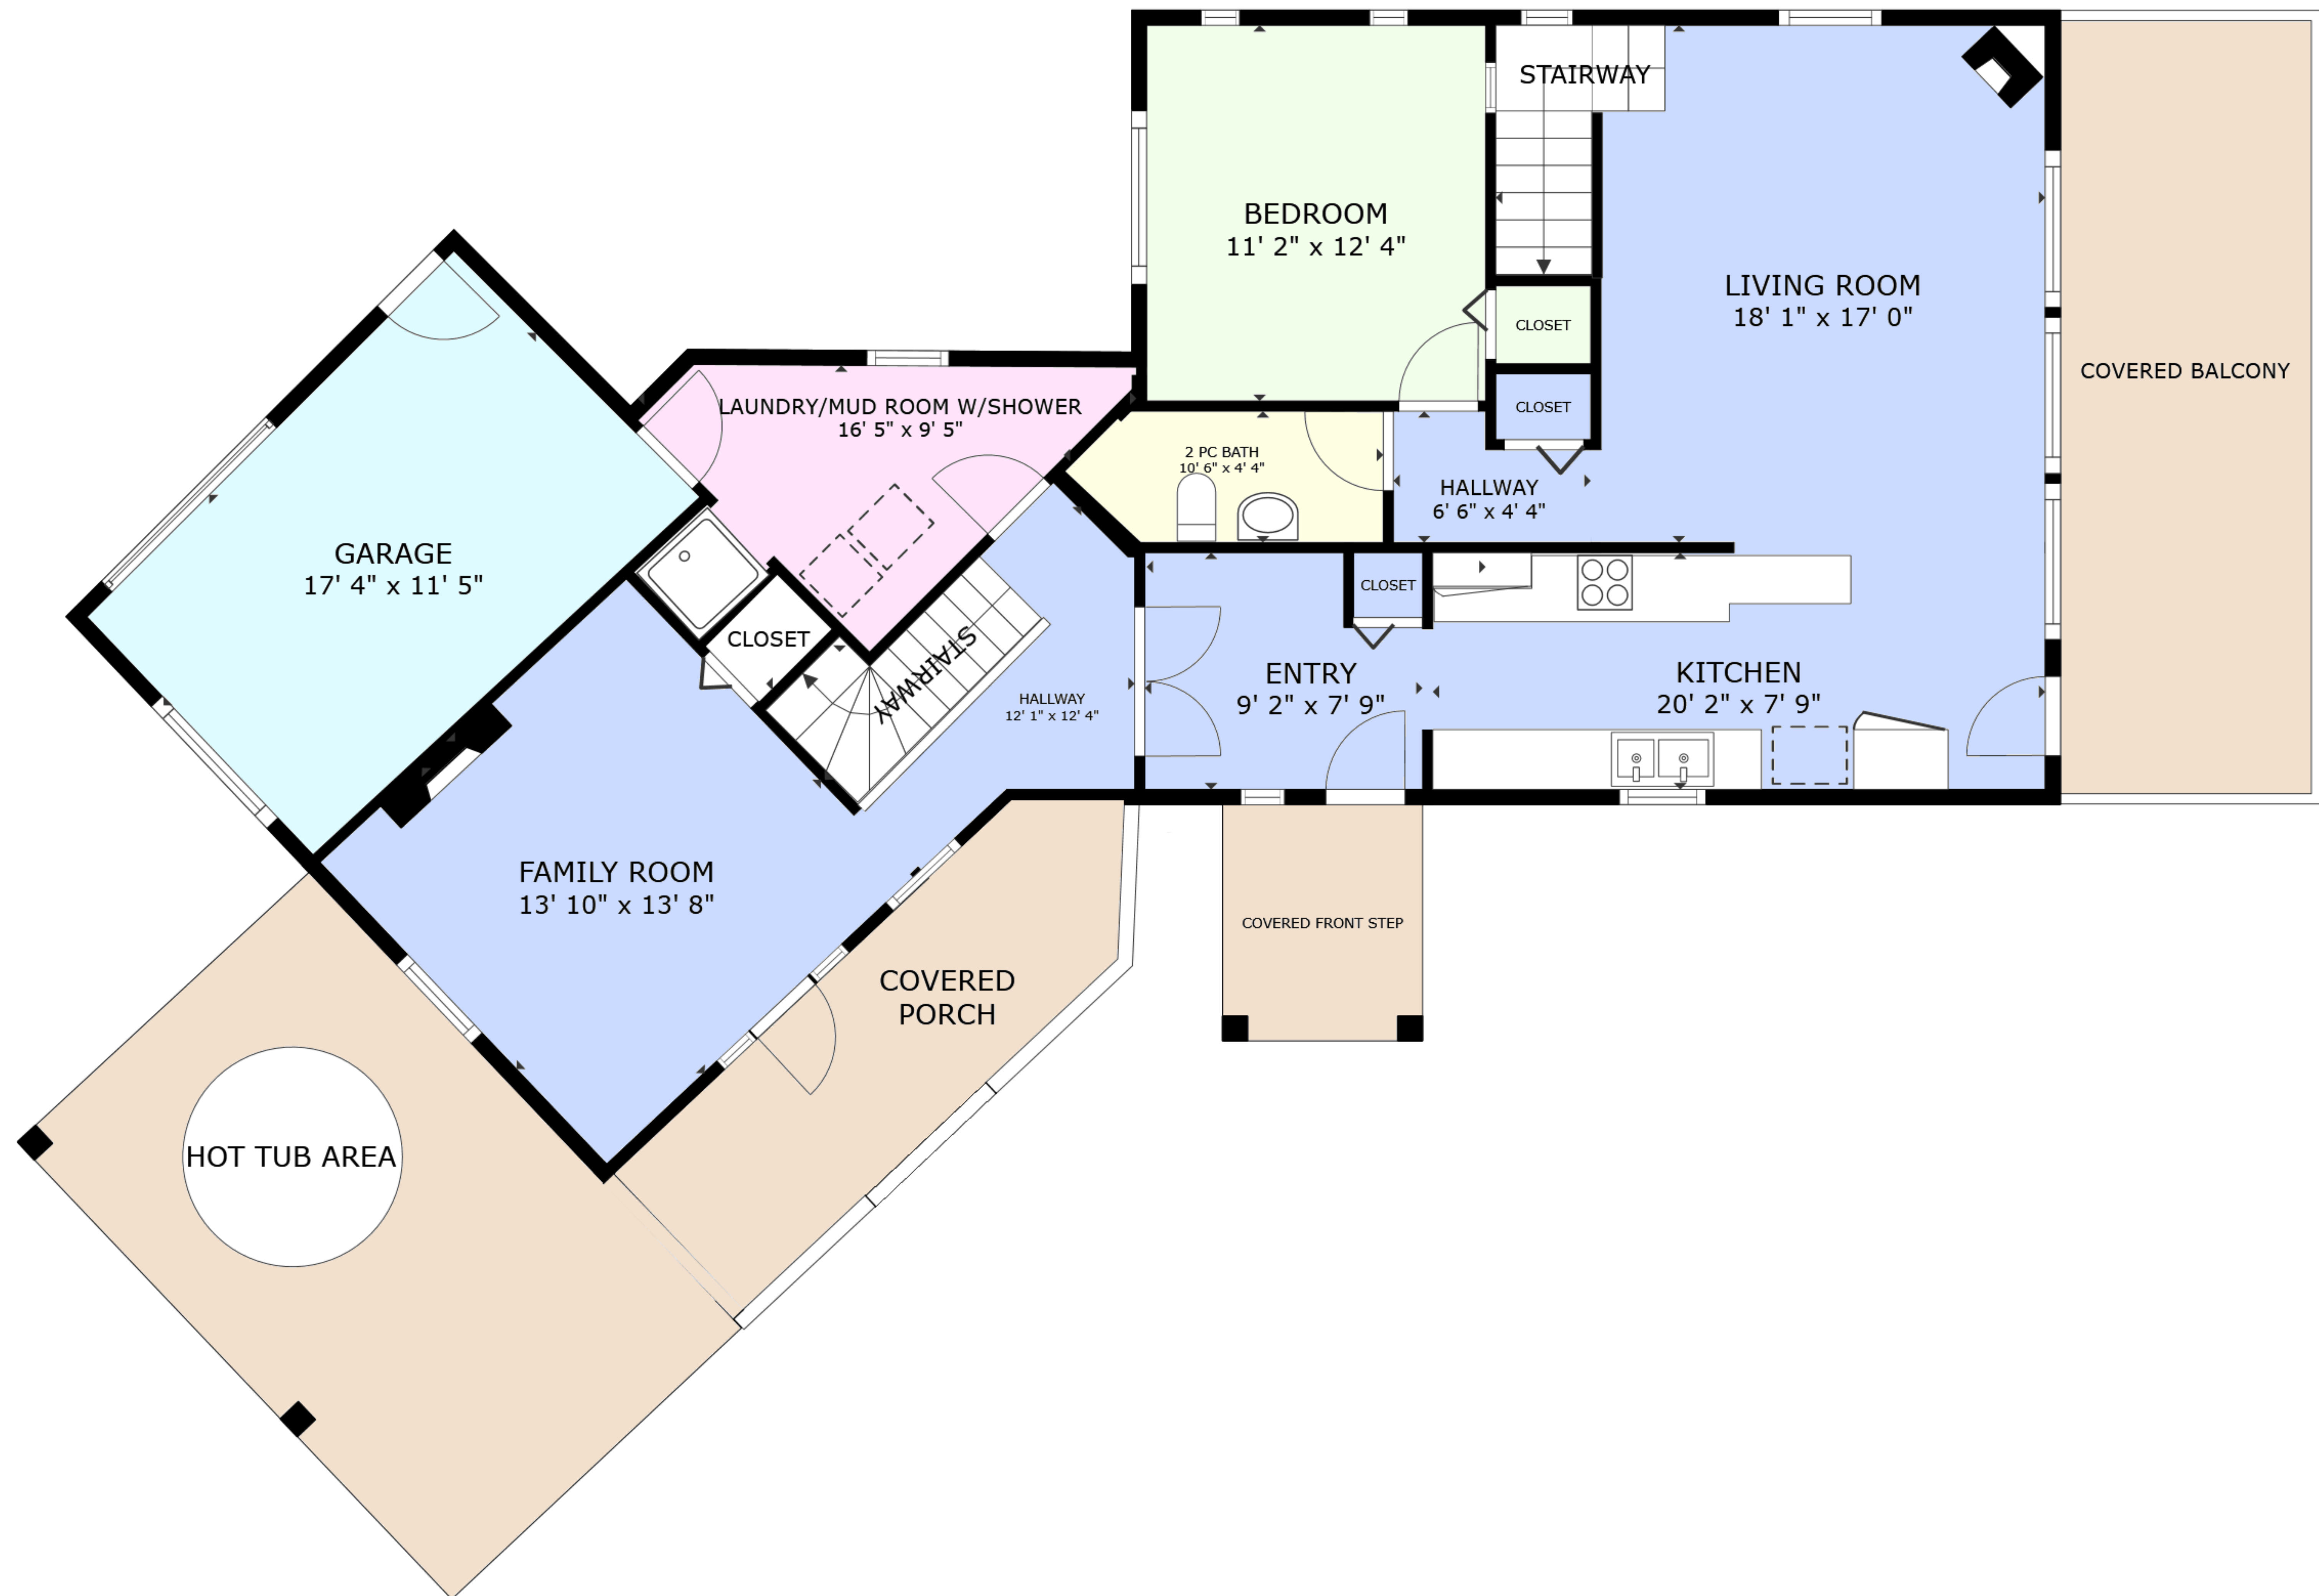 STAIRWAY
BEDROOM
11' 2" x 12' 4"
LIVING ROOM
18' 1" x 17' 0"
CLOSET
COVERED BALCONY
CLOSET
LAUNDRY/MUD ROOM W/SHOWER
16' 5" x 9' 5"
2 PC BATH
10' 6" x 4' 4"
HALLWAY
6' 6" x 4' 4"
GARAGE
17' 4" x 11' 5"
CLOSET
CLOSET
STAIRWAY
ENTRY
9' 2" x 7' 9"
KITCHEN
20' 2" x 7' 9"
HALLWAY
12' 1" x 12' 4"
FAMILY ROOM
13' 10" x 13' 8"
COVERED FRONT STEP
COVERED
PORCH
HOT TUB AREA